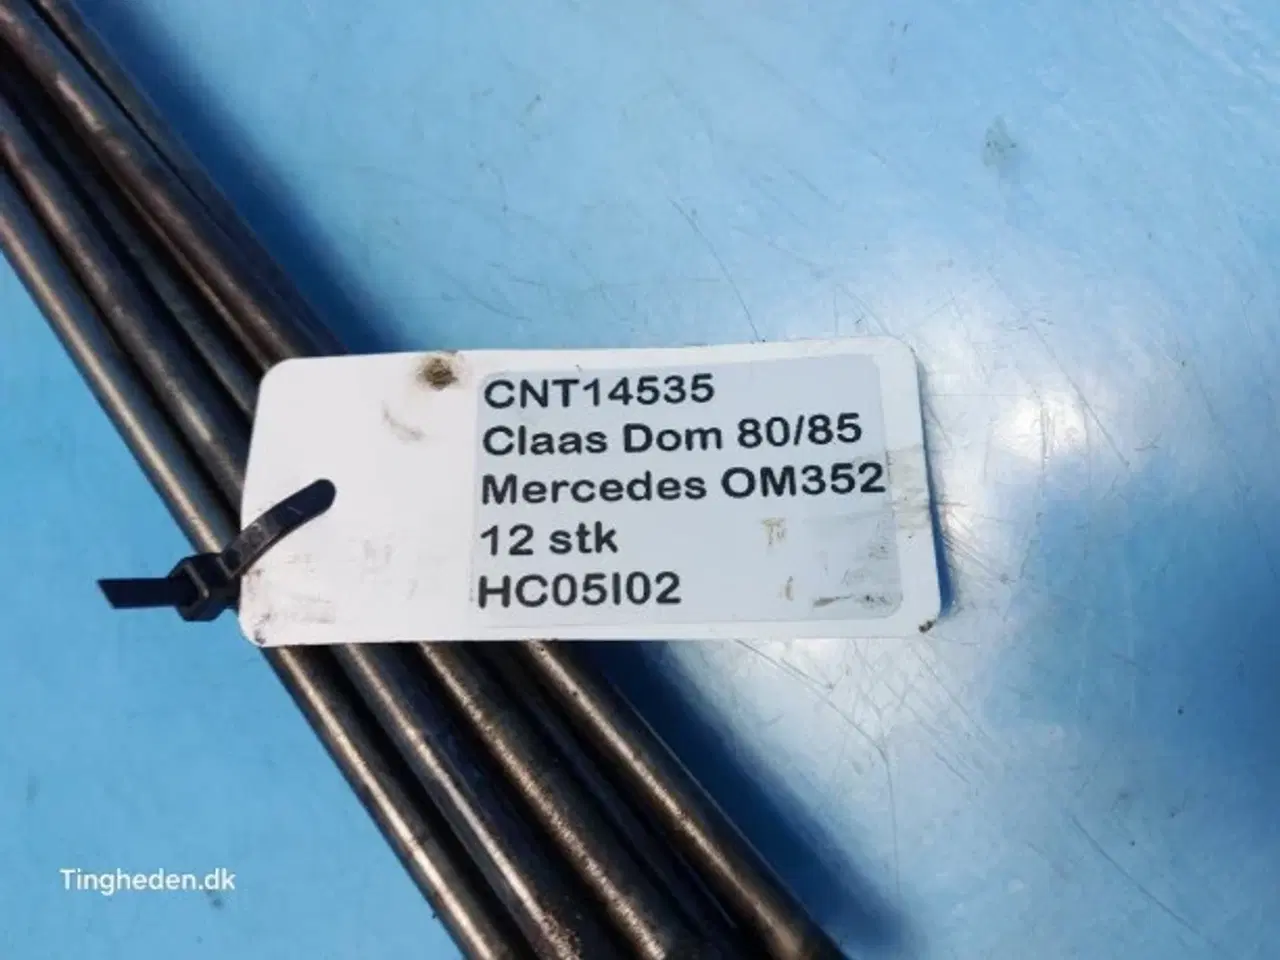 CNT14535
Claas Dom 80/85
Mercedes OM352
12 stk
HC05I02
Tingheden.dk